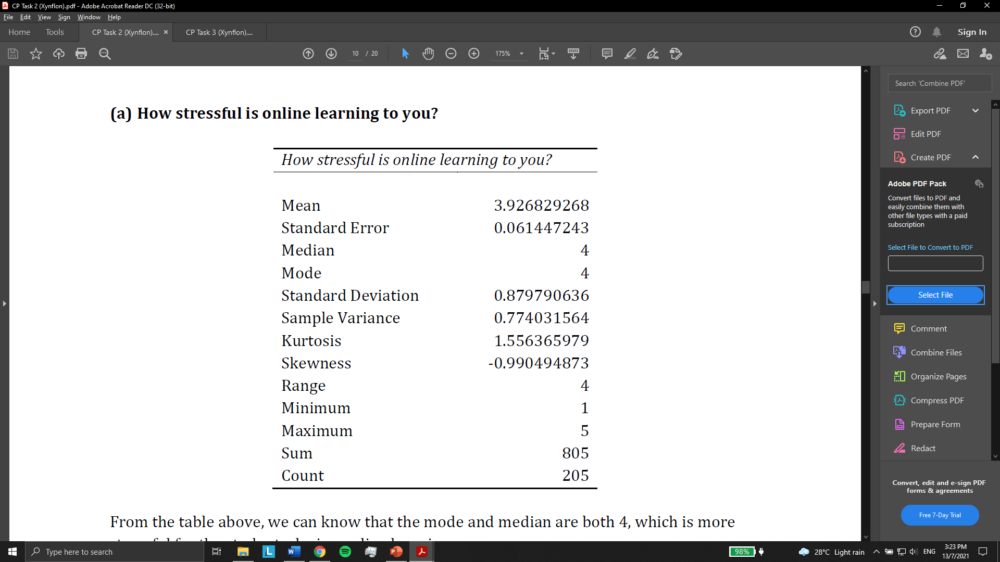 CP Task 2 (Xynflon).pdf - Adobe Acrobat Reader DC (32-bit)
File Edit View Sign Window Help
Home Tools CP Task 2 (Xynflon).... × CP Task 3 (Xynflon).... Sign In
10 / 20 175%
(a) How stressful is online learning to you?
How stressful is online learning to you?
Mean 3.926829268
Standard Error 0.061447243
Median 4
Mode 4
Standard Deviation 0.879790636
Sample Variance 0.774031564
Kurtosis 1.556365979
Skewness -0.990494873
Range 4
Minimum 1
Maximum 5
Sum 805
Count 205
From the table above, we can know that the mode and median are both 4, which is more
Search 'Combine PDF'
Export PDF
Edit PDF
Create PDF
Adobe PDF Pack
Convert files to PDF and
easily combine them with
other file types with a paid
subscription
Select File to Convert to PDF
Select File
Comment
Combine Files
Organize Pages
Compress PDF
Prepare Form
Redact
Convert, edit and e-sign PDF
forms & agreements
Free 7-Day Trial
Type here to search
98%
28°C Light rain
ENG
3:23 PM
13/7/2021